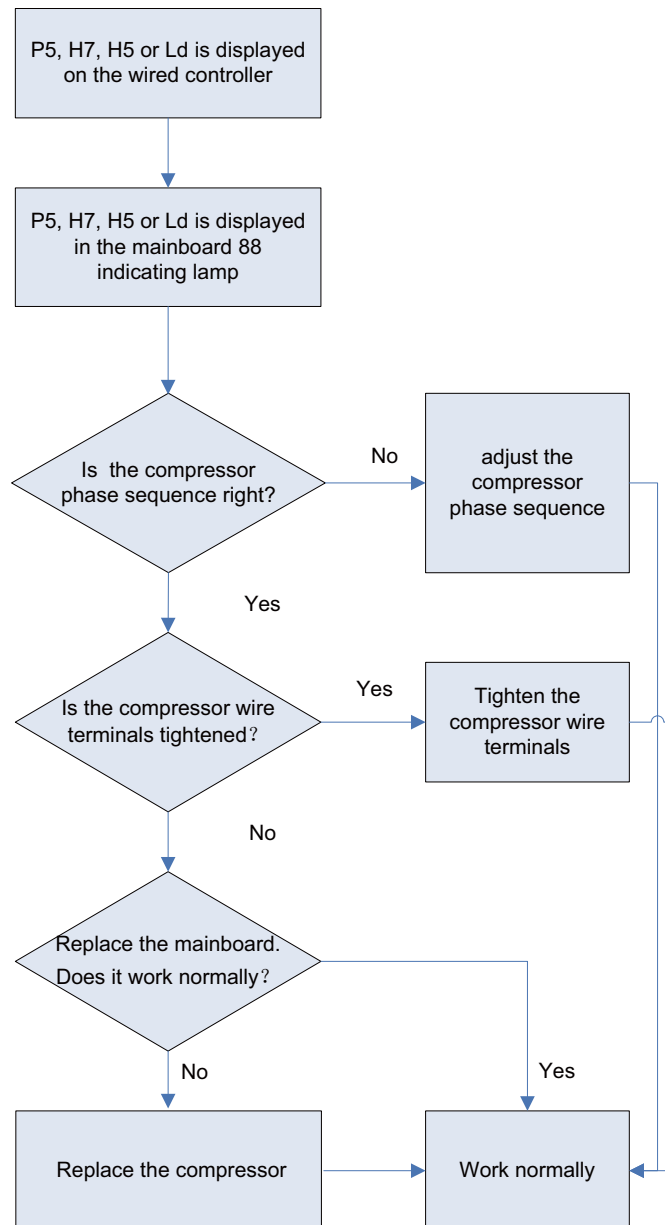 P5, H7, H5 or Ld is displayed
on the wired controller
P5, H7, H5 or Ld is displayed
in the mainboard 88
indicating lamp
Is the compressor
phase sequence right?
No
adjust the
compressor
phase sequence
Yes
Is the compressor wire
terminals tightened？
Yes
Tighten the
compressor wire
terminals
No
Replace the mainboard.
Does it work normally？
No
Yes
Replace the compressor
Work normally